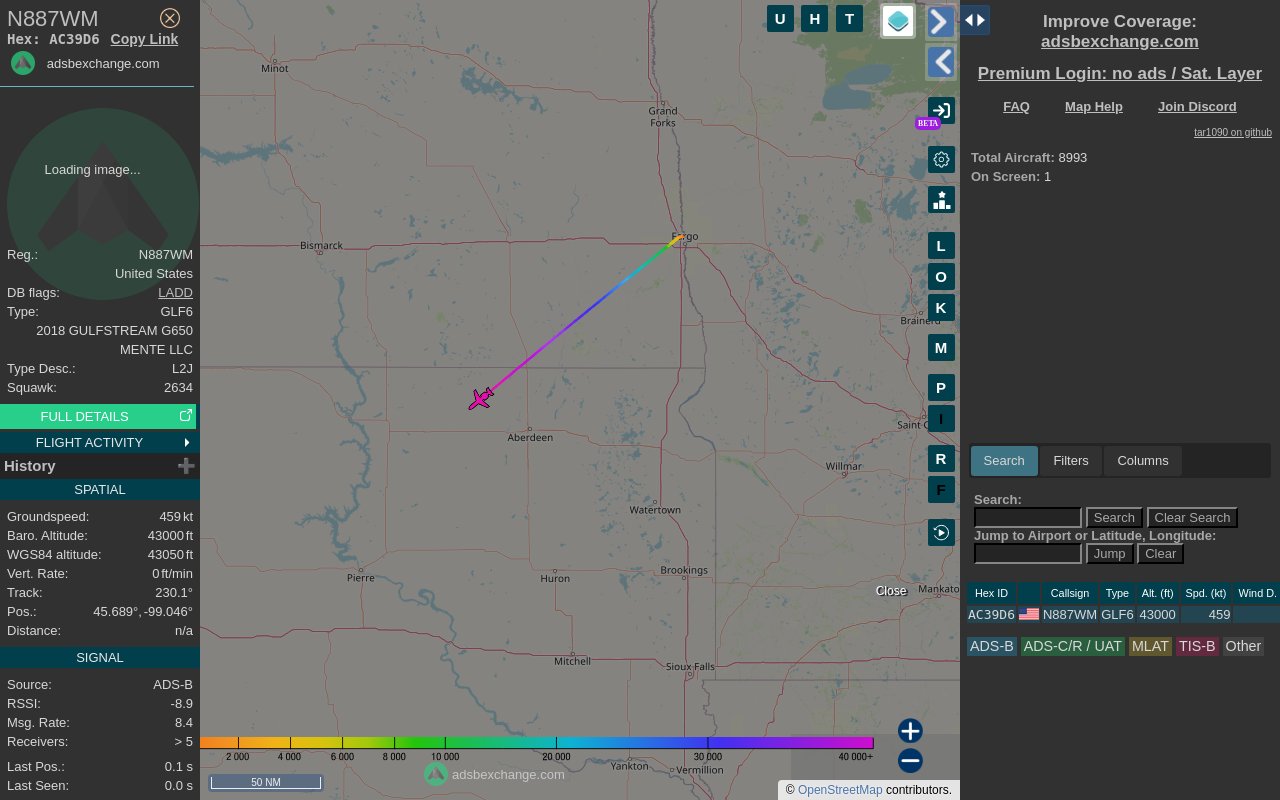 N887WM
Hex: AC39D6 Copy Link
adsbexchange.com
Loading image...
Reg.: N887WM
United States
DB flags: LADD
Type: GLF6
2018 GULFSTREAM G650
MENTE LLC
Type Desc.: L2J
Squawk: 2634
FULL DETAILS
FLIGHT ACTIVITY
History
SPATIAL
Groundspeed: 459 kt
Baro. Altitude: 43000 ft
WGS84 altitude: 43050 ft
Vert. Rate: 0 ft/min
Track: 230.1°
Pos.: 45.689°, -99.046°
Distance: n/a
SIGNAL
Source: ADS-B
RSSI: -8.9
Msg. Rate: 8.4
Receivers: > 5
Last Pos.: 0.1 s
Last Seen: 0.0 s
U H T
BETA
L
O
K
M
P
I
R
F
Minot
Grand
Forks
Bismarck
Brainerd
Aberdeen
Willmar
Watertown
Pierre
Huron
Brookings
Close
Mitchell
Sioux Falls
Yankton
Vermillion
2 000 4 000 6 000 8 000 10 000 20 000 30 000 40 000+
adsbexchange.com
50 NM
© OpenStreetMap contributors.
Improve Coverage:
adsbexchange.com
Premium Login: no ads / Sat. Layer
FAQ Map Help Join Discord
tar1090 on github
Total Aircraft: 8993
On Screen: 1
Search Filters Columns
Search:
Search Clear Search
Jump to Airport or Latitude, Longitude:
Jump Clear
Hex ID Callsign Type Alt. (ft) Spd. (kt) Wind D.
AC39D6 N887WM GLF6 43000 459
ADS-B ADS-C/R / UAT MLAT TIS-B Other